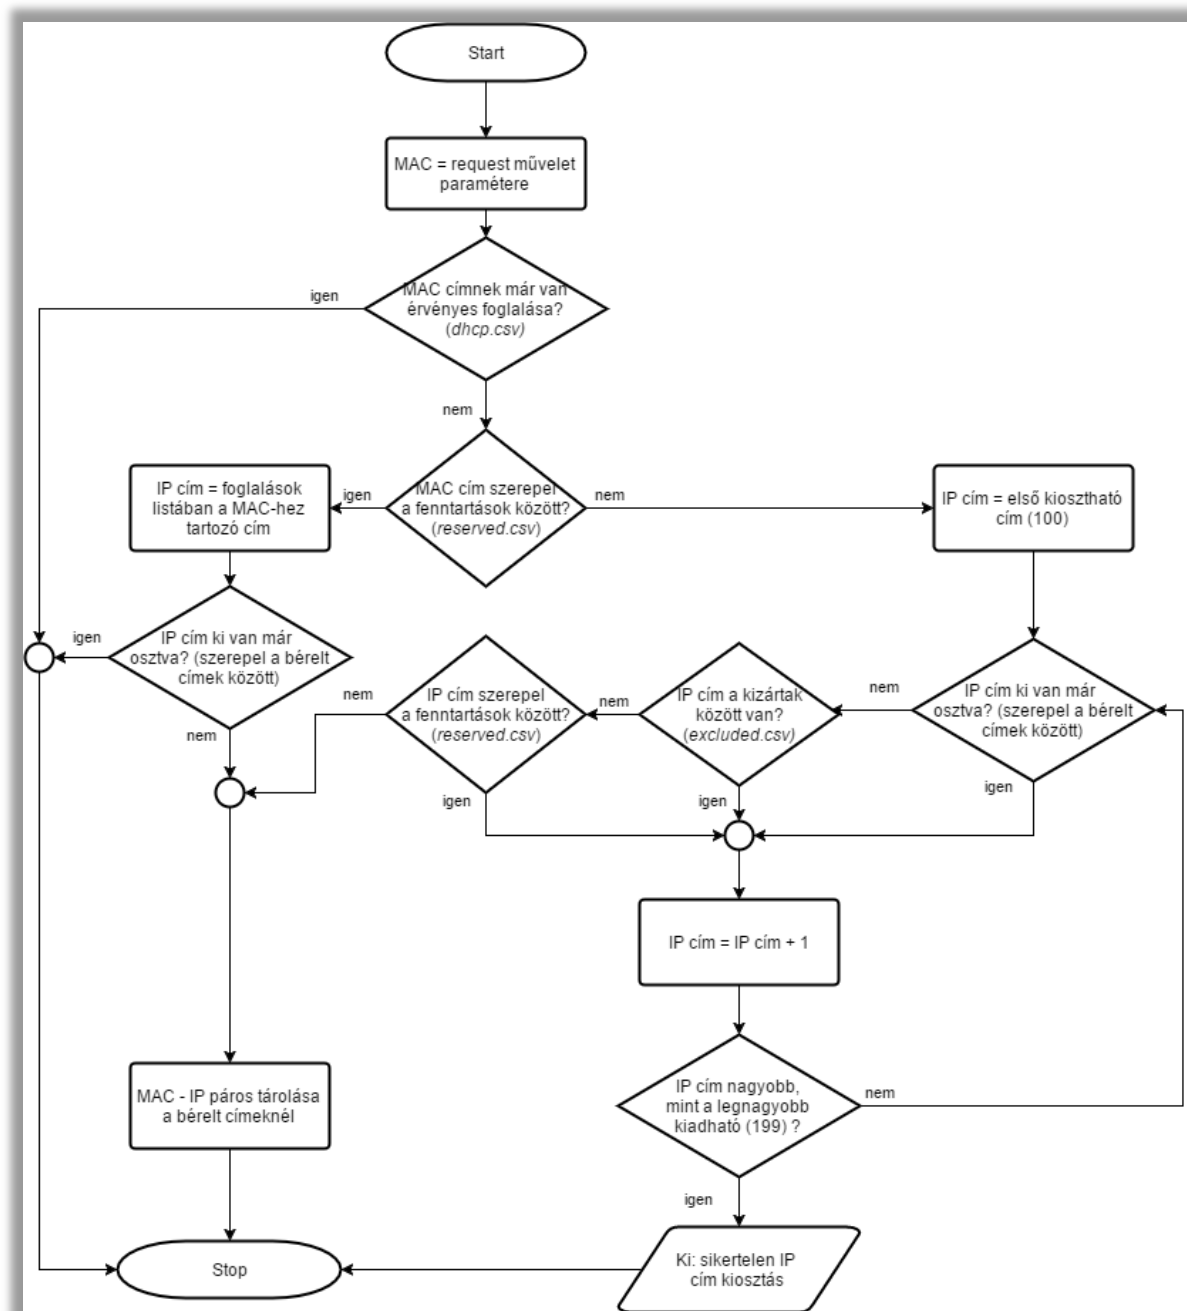 Start
MAC = request művelet
paramétere
igen
MAC címnek már van
érvényes foglalása?
(dhcp.csv)
nem
IP cím = foglalások
listában a MAC-hez
tartozó cím
igen
MAC cím szerepel
a fenntartások között?
(reserved.csv)
nem
IP cím = első kiosztható
cím (100)
igen
IP cím ki van már
osztva? (szerepel a bérelt
címek között)
nem
nem
IP cím szerepel
a fenntartások között?
(reserved.csv)
igen
nem
IP cím a kizártak
között van?
(excluded.csv)
igen
nem
IP cím ki van már
osztva? (szerepel a bérelt
címek között)
igen
IP cím = IP cím + 1
MAC - IP páros tárolása
a bérelt címeknél
IP cím nagyobb,
mint a legnagyobb
kiadható (199) ?
nem
igen
Stop
Ki: sikertelen IP
cím kiosztás